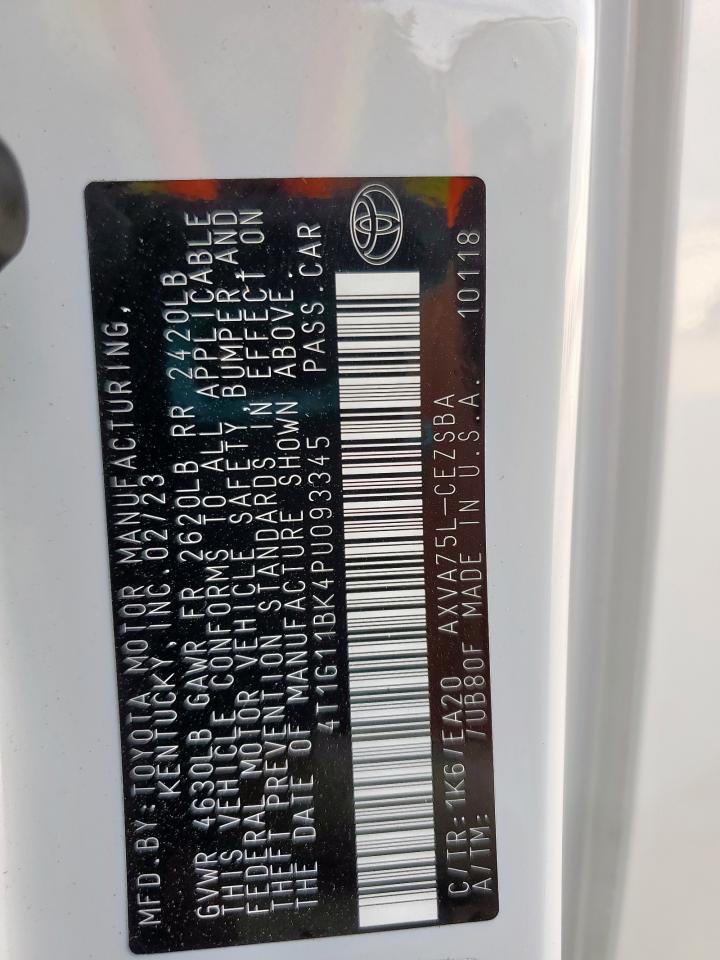 MFD.BY:TOYOTA MOTOR MANUFACTURING,
KENTUCKY, INC.02/23
GVWR 4630LB GAWR FR 2620LB RR 2420LB
THIS VEHICLE CONFORMS TO ALL APPLICABLE
FEDERAL MOTOR VEHICLE SAFETY, BUMPER, AND
THEFT PREVENTION STANDARDS IN EFFECT ON
THE DATE OF MANUFACTURE SHOWN ABOVE.
4T1G11BK4PU093345 PASS.CAR
C/TR:1K6/EA20 AXVA75L-CEZSBA
A/TM: /UB80F MADE IN U.S.A. 10118